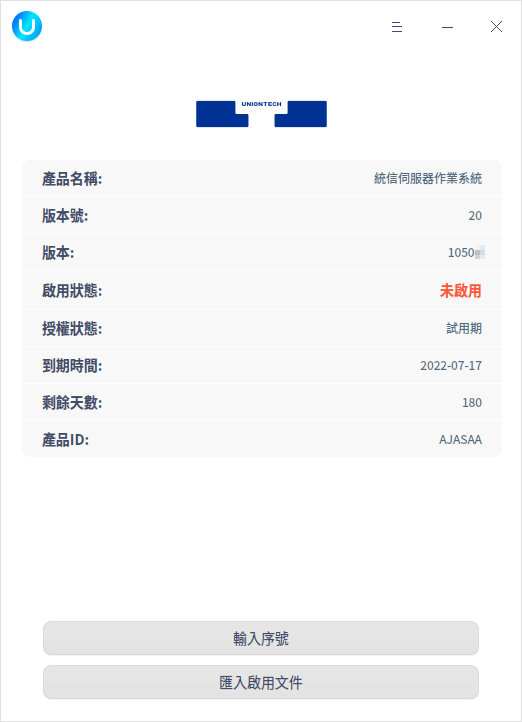 UNIONTECH
產品名稱: 統信伺服器作業系統
版本號: 20
版本: 1050
啟用狀態: 未啟用
授權狀態: 試用期
到期時間: 2022-07-17
剩餘天數: 180
產品ID: AJASAA
輸入序號
匯入啟用文件